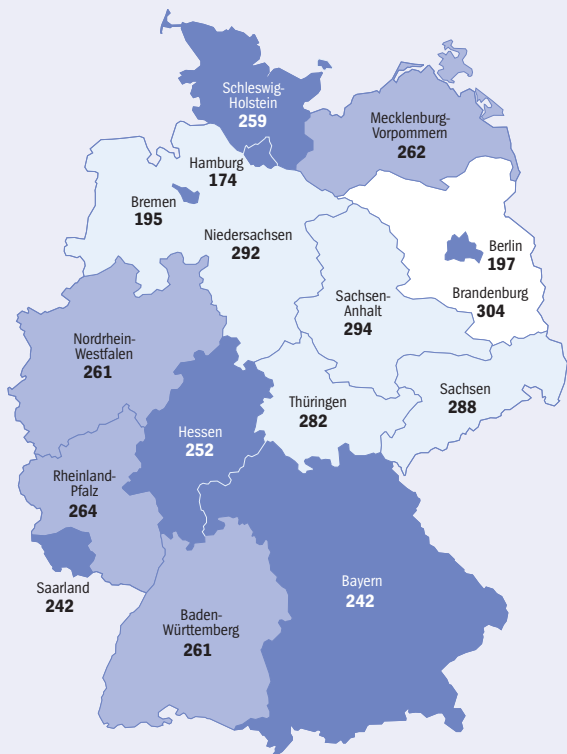 Schleswig-
Holstein
259
Mecklenburg-
Vorpommern
262
Hamburg
174
Bremen
195
Niedersachsen
292
Berlin
197
Brandenburg
304
Sachsen-
Anhalt
294
Nordrhein-
Westfalen
261
Thüringen
282
Sachsen
288
Hessen
252
Rheinland-
Pfalz
264
Saarland
242
Bayern
242
Baden-
Württemberg
261